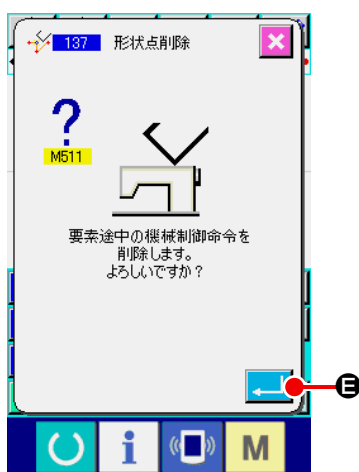 137 形状点削除
?
M511
要素途中の機械制御命令を
削除します。
よろしいですか？
E
i M